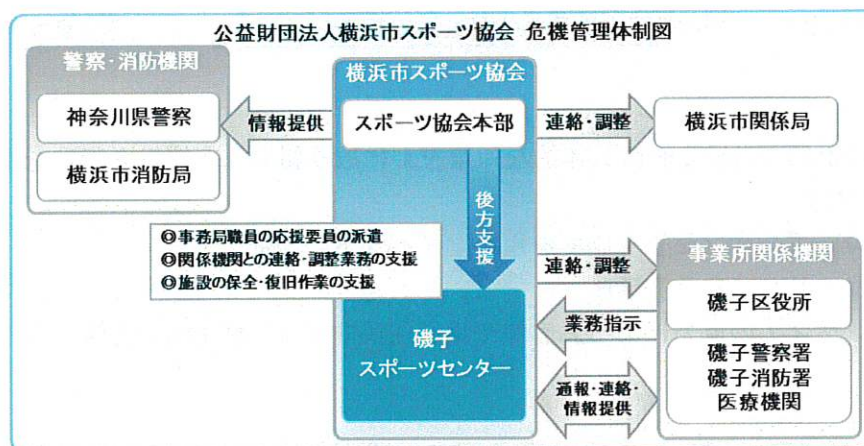 公益財団法人横浜市スポーツ協会 危機管理体制図
警察・消防機関
神奈川県警察
横浜市消防局
情報提供
横浜市スポーツ協会
スポーツ協会本部
連絡・調整
横浜市関係局
後方支援
◎事務局職員の応援要員の派遣
◎関係機関との連絡・調整業務の支援
◎施設の保全・復旧作業の支援
磯子
スポーツセンター
連絡・調整
業務指示
通報・連絡・
情報提供
事業所関係機関
磯子区役所
磯子警察署
磯子消防署
医療機関